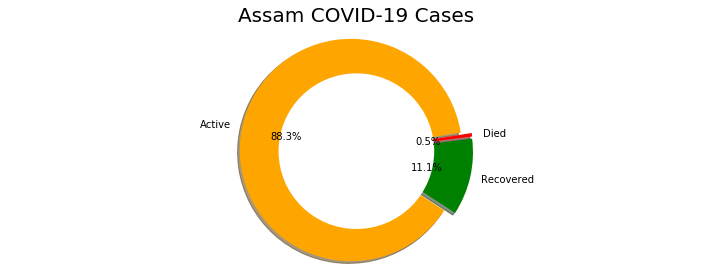 Assam COVID-19 Cases
Active
88.3%
0.5%
Died
11.1%
Recovered